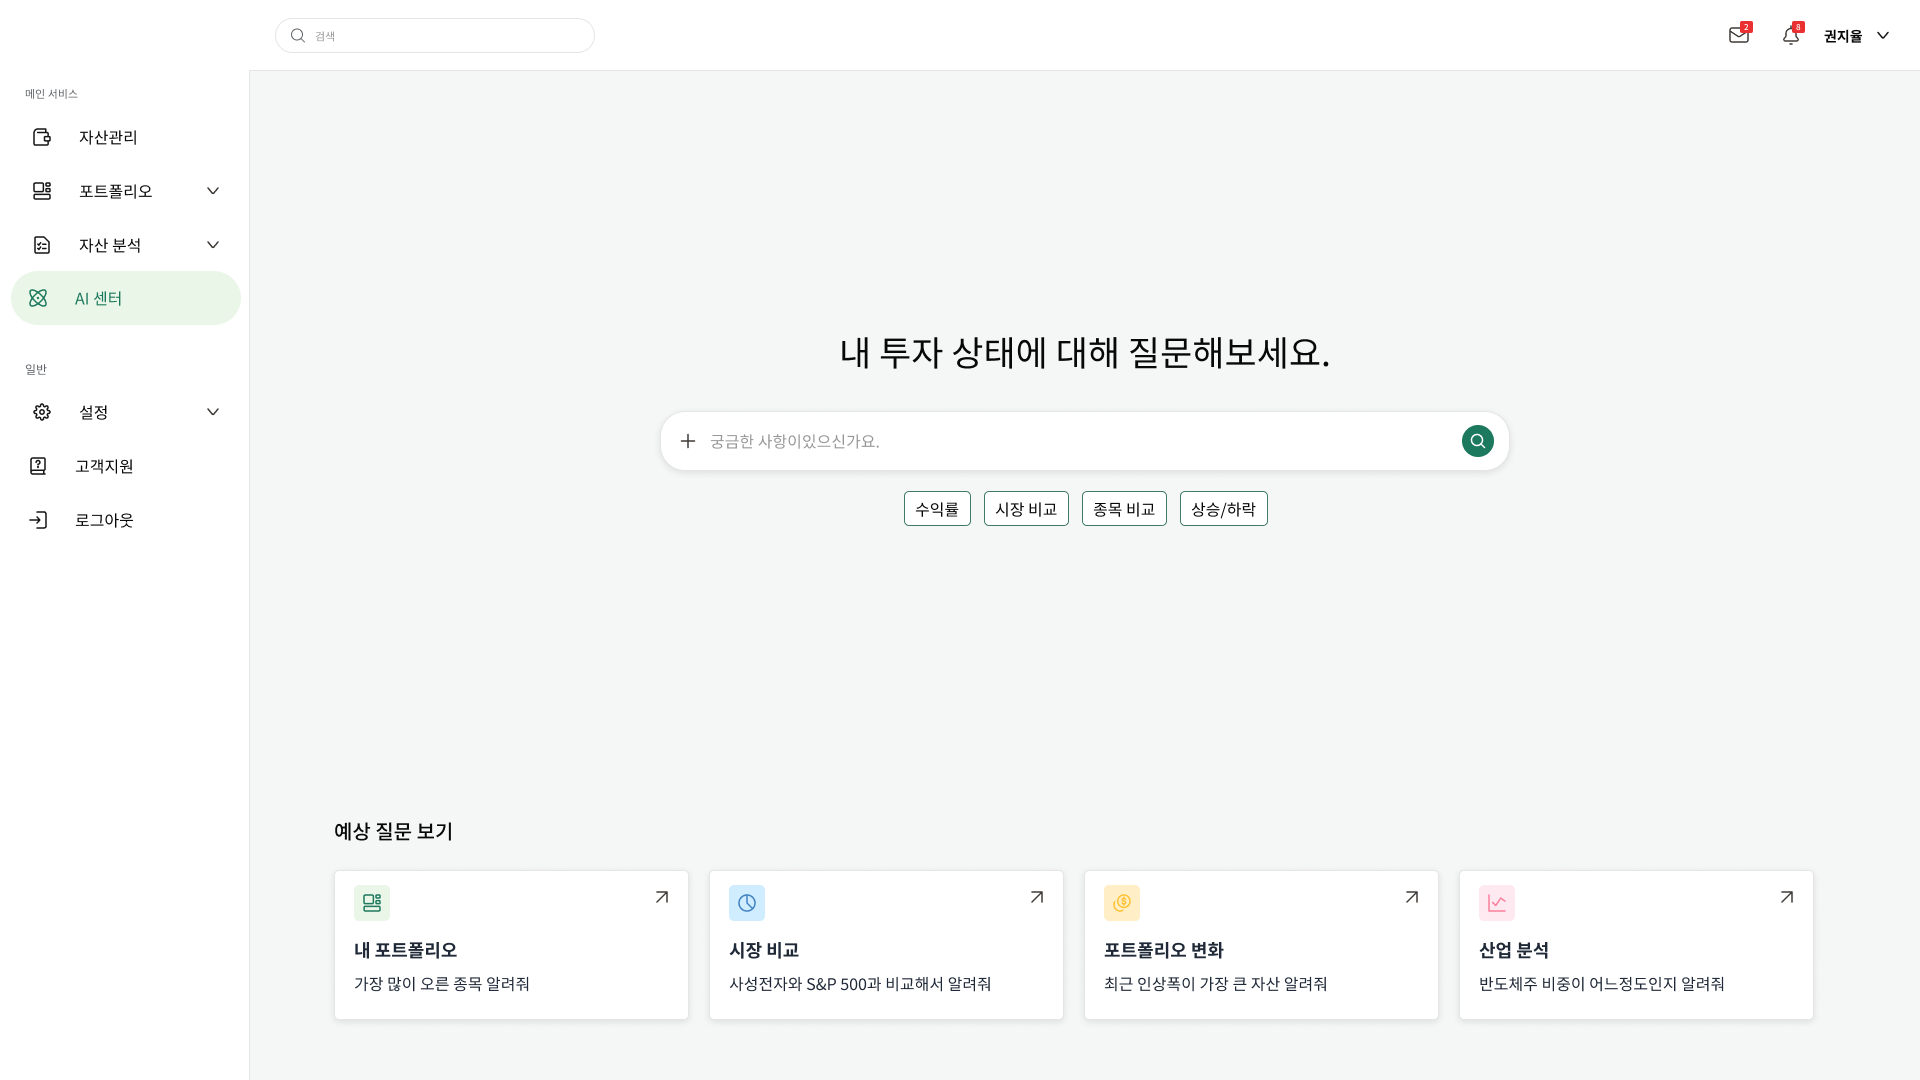 검색
2
8
권지율
메인 서비스
자산관리
포트폴리오
자산 분석
AI 센터
일반
설정
고객지원
로그아웃
내 투자 상태에 대해 질문해보세요.
궁금한 사항이있으신가요.
수익률
시장 비교
종목 비교
상승/하락
예상 질문 보기
내 포트폴리오
가장 많이 오른 종목 알려줘
시장 비교
사성전자와 S&P 500과 비교해서 알려줘
포트폴리오 변화
최근 인상폭이 가장 큰 자산 알려줘
산업 분석
반도체주 비중이 어느정도인지 알려줘